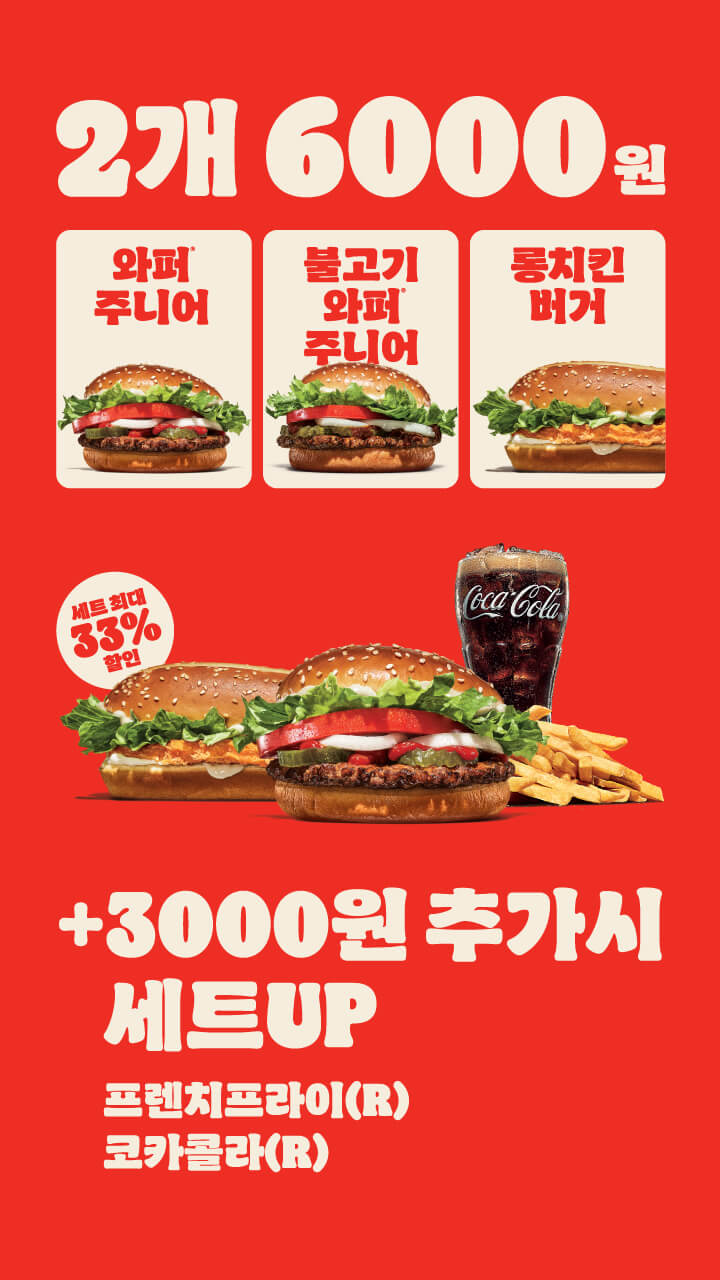 2개 6000원
와퍼®
주니어
불고기
와퍼®
주니어
롱치킨
버거
Coca-Cola
세트 최대
33%
할인
+3000원 추가시
세트UP
프렌치프라이(R)
코카콜라(R)